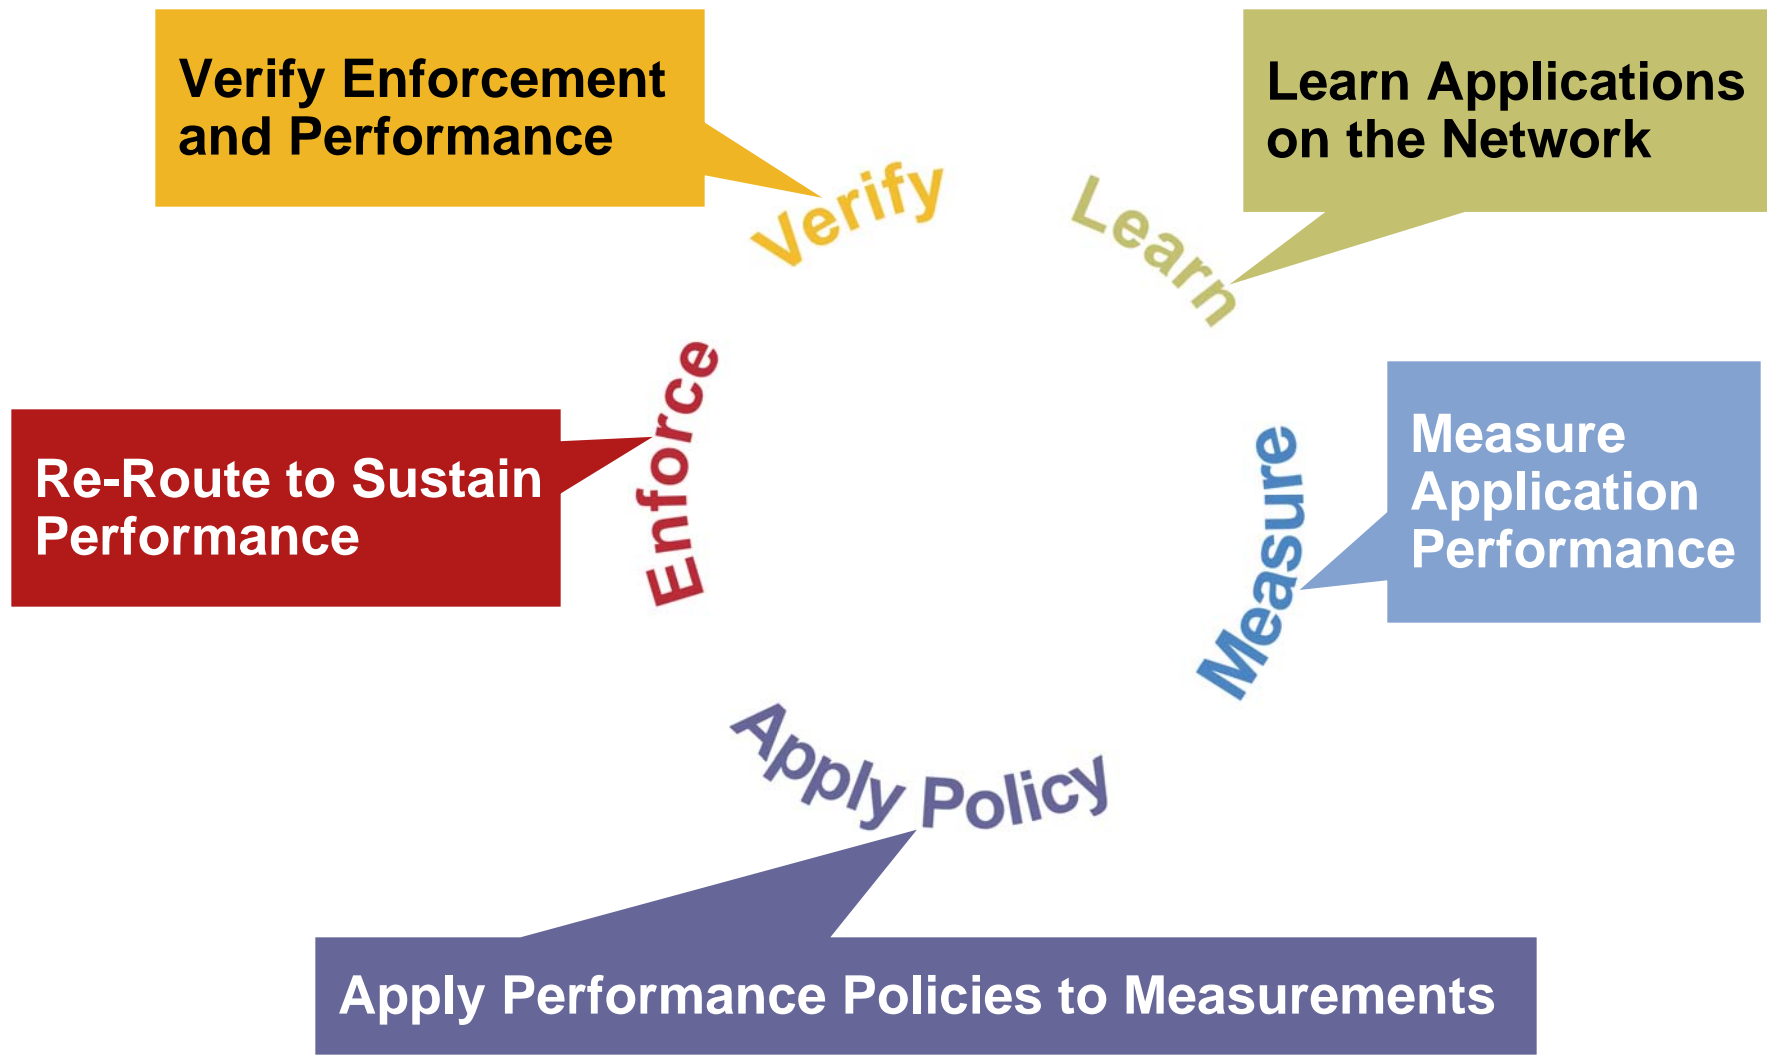 Verify Enforcement
and Performance
Learn Applications
on the Network
Verify
Learn
Enforce
Re-Route to Sustain
Performance
Measure
Measure
Application
Performance
Apply Policy
Apply Performance Policies to Measurements